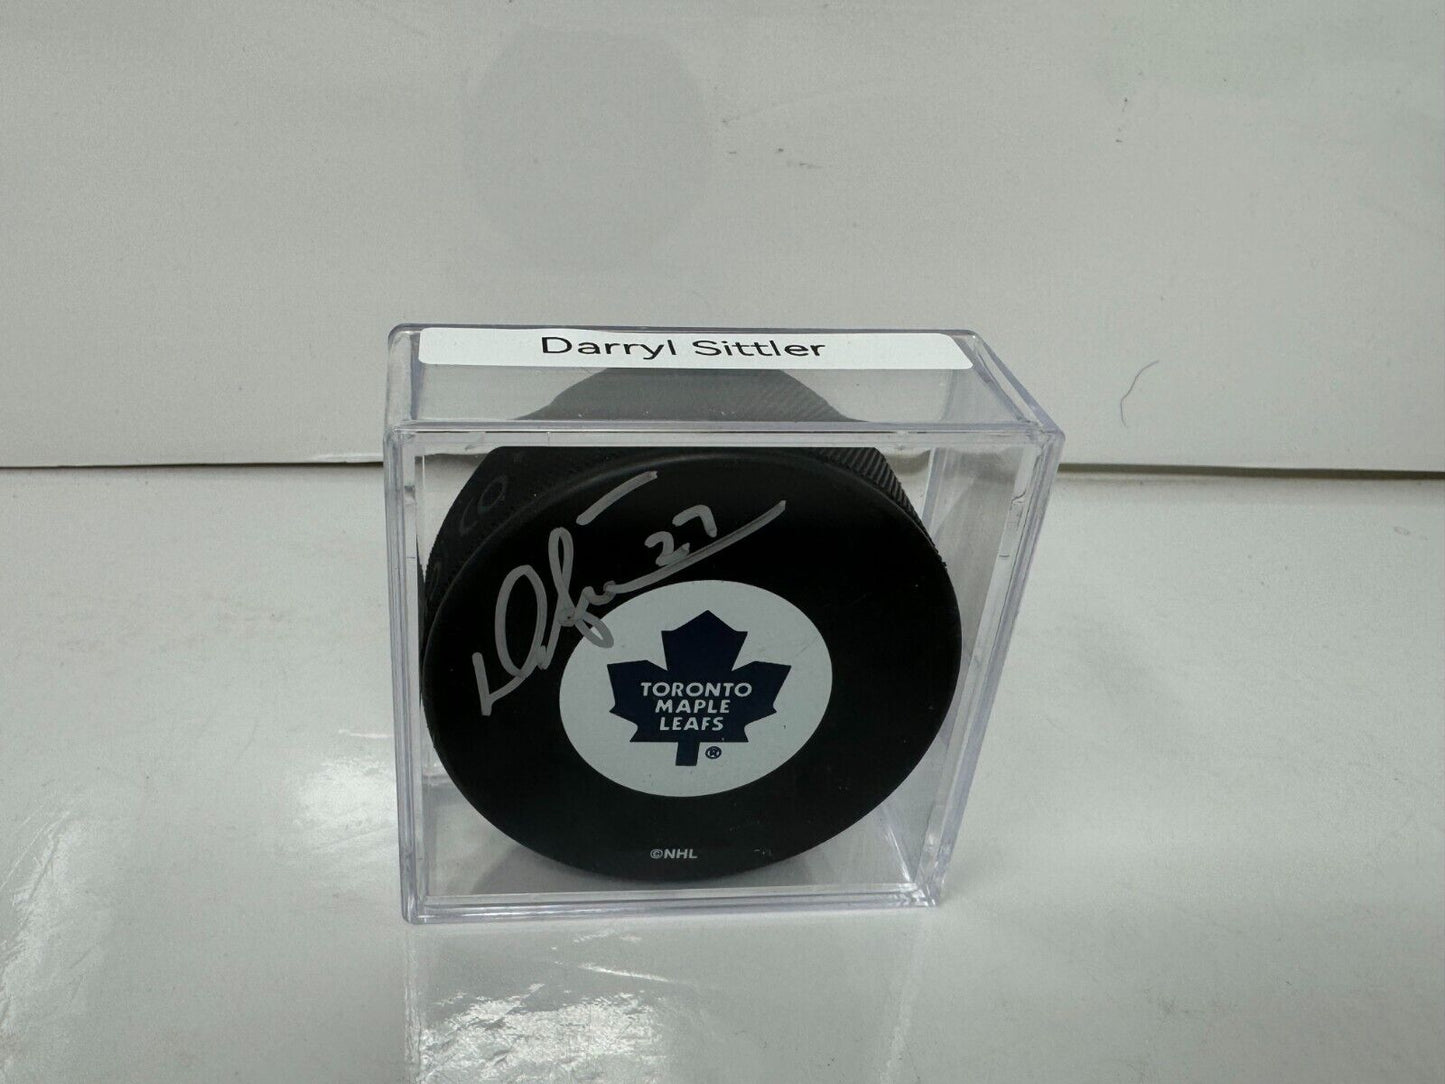 Darryl Sittler
27
TORONTO
MAPLE
LEAFS
®
©NHL